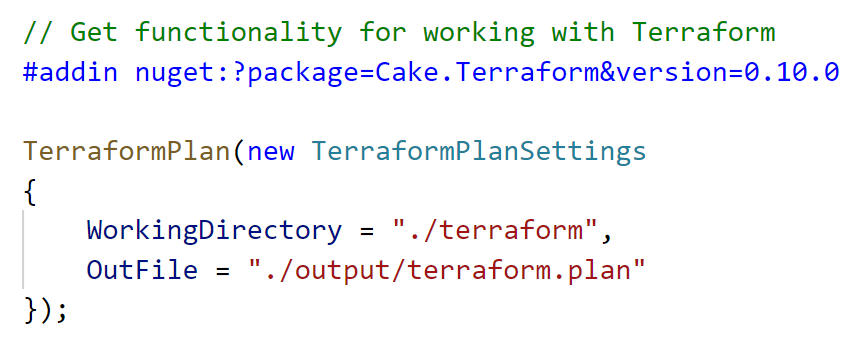 // Get functionality for working with Terraform
#addin nuget:?package=Cake.Terraform&version=0.10.0
TerraformPlan(new TerraformPlanSettings
{
    WorkingDirectory = "./terraform",
    OutFile = "./output/terraform.plan"
});